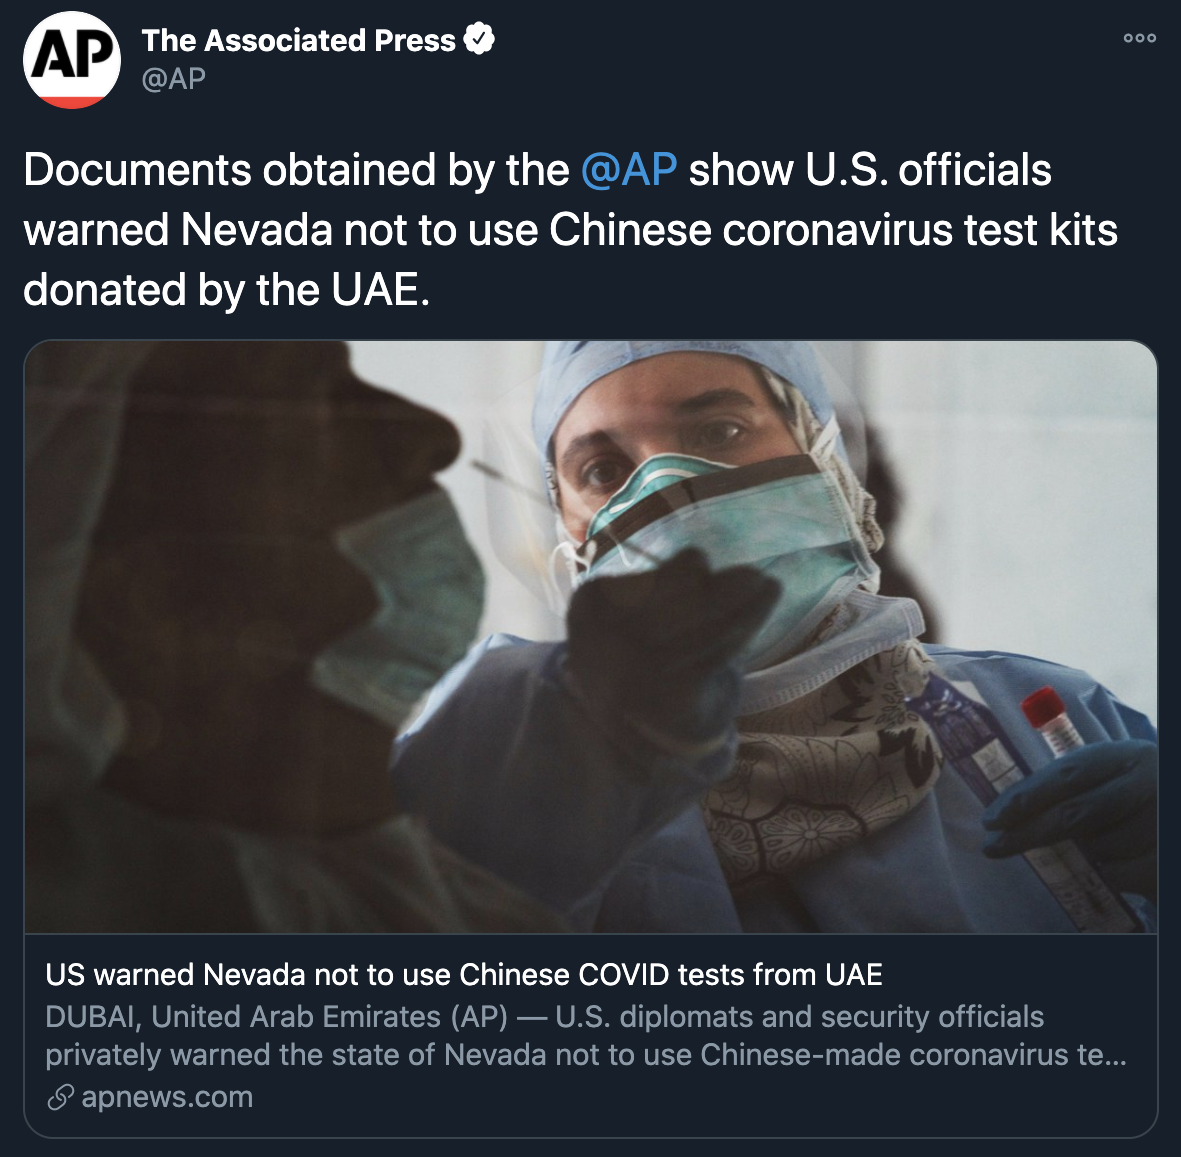 AP
The Associated Press
@AP
Documents obtained by the @AP show U.S. officials
warned Nevada not to use Chinese coronavirus test kits
donated by the UAE.
US warned Nevada not to use Chinese COVID tests from UAE
DUBAI, United Arab Emirates (AP) — U.S. diplomats and security officials
privately warned the state of Nevada not to use Chinese-made coronavirus te...
apnews.com